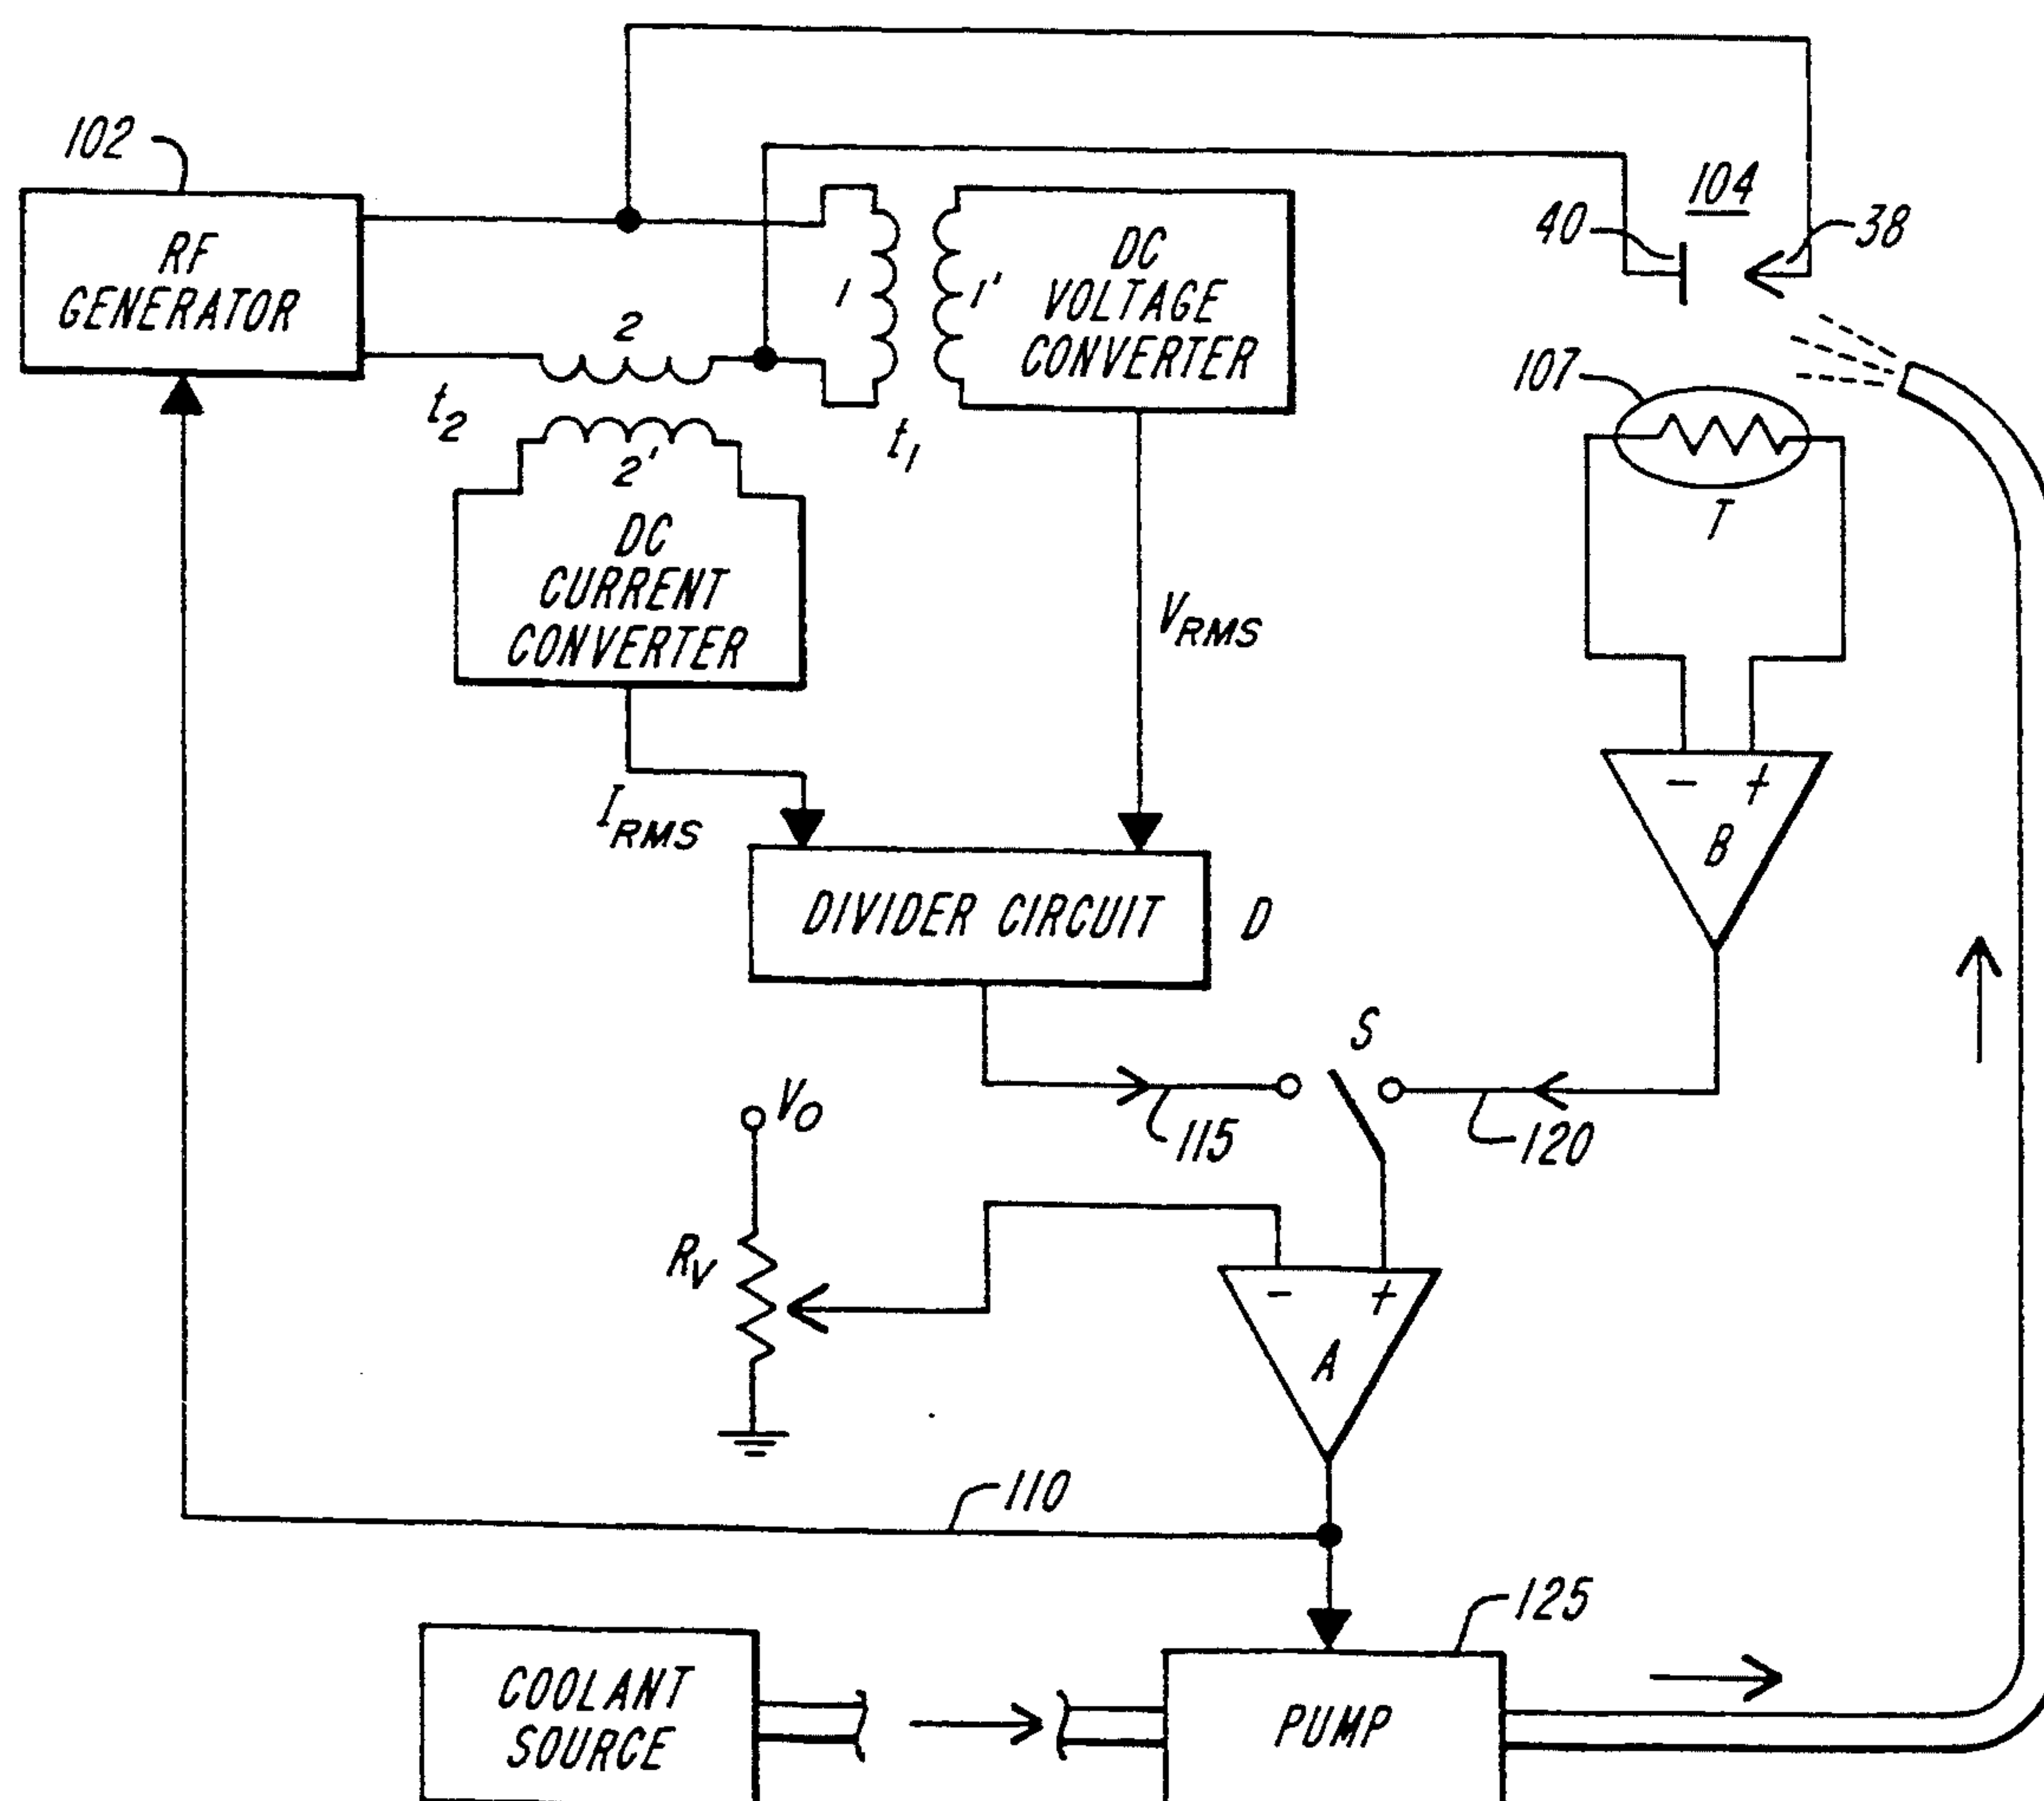 102
RF
GENERATOR
2
t2
2'
1
1'
t1
DC
VOLTAGE
CONVERTER
104
40
38
107
T
DC
CURRENT
CONVERTER
IRMS
VRMS
- +
B
DIVIDER CIRCUIT
D
S
115
120
VO
RV
- +
A
110
125
COOLANT
SOURCE
PUMP